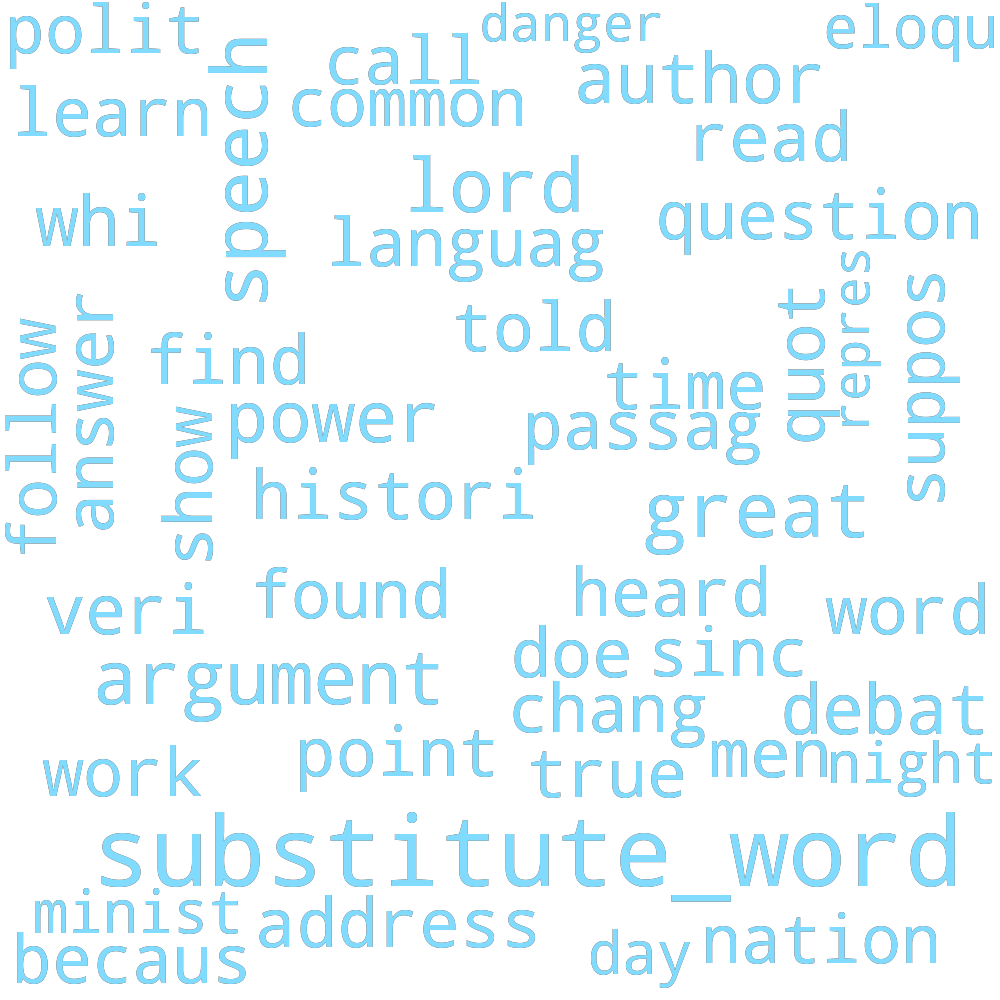 polit
danger
eloqu
speech
call
author
learn
common
read
lord
whi
question
languag
repres
suppos
told
quot
answer
follow
find
time
power
passag
show
histori
great
found
heard
veri
word
doe
sinc
argument
chang
debat
point
men
night
work
true
substitute_word
minist
address
nation
becaus
day